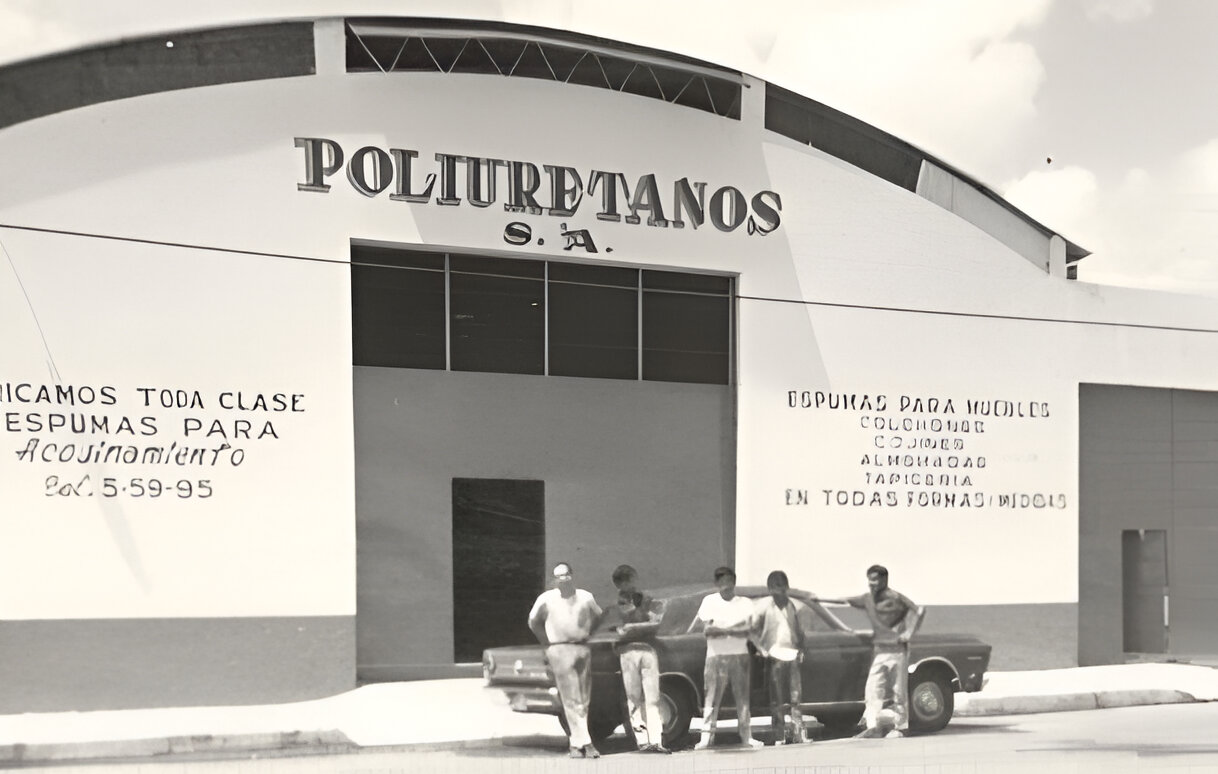 POLIURETANOS
S. A.
ICAMOS TODA CLASE
ESPUMAS PARA
Acojinamiento
5-59-95
ESPUMAS PARA MUEBLES
COLCHONES
COJINES
ALMOHADAS
TAPICERIA
EN TODAS FORMAS